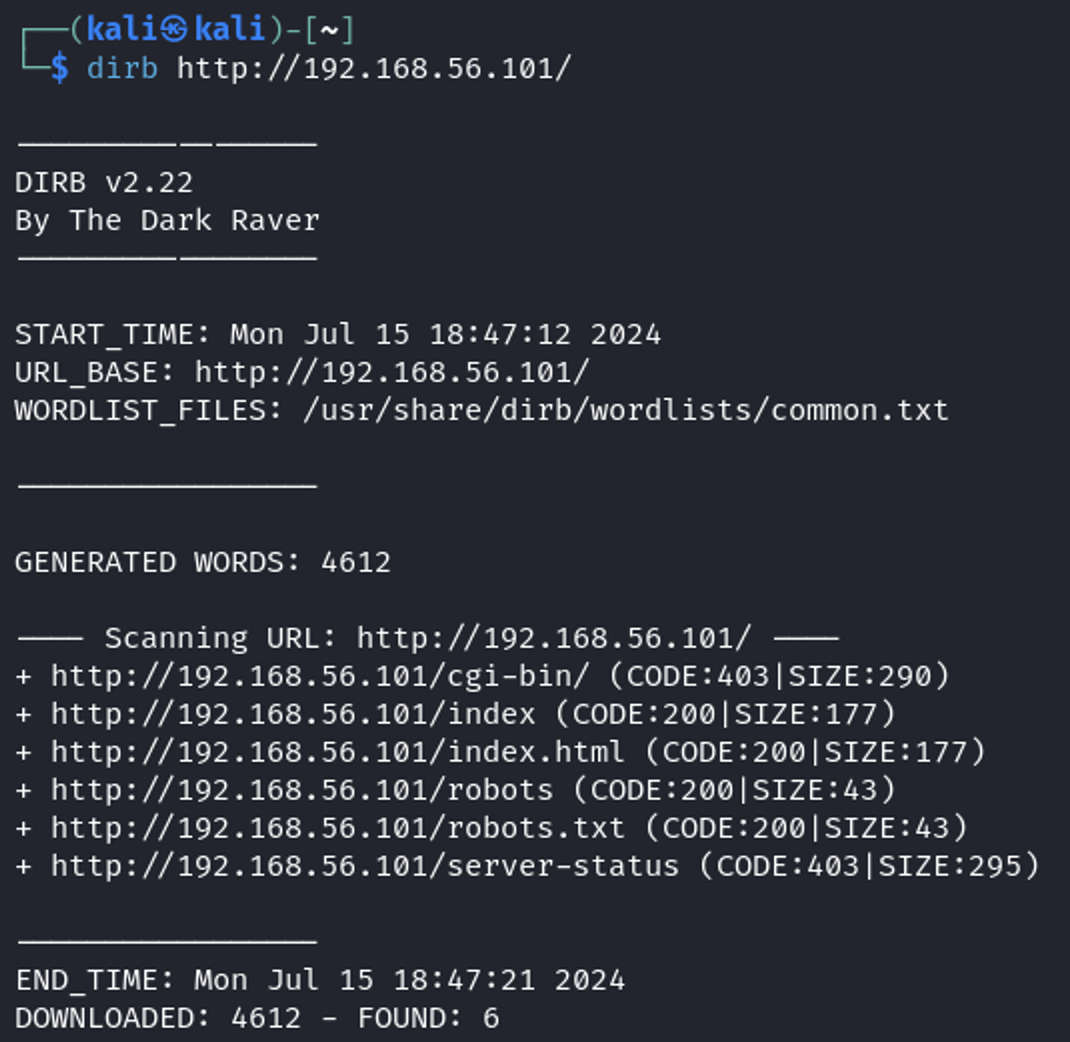 ┌──(kali㉿kali)-[~]
└─$ dirb http://192.168.56.101/
-----------------
DIRB v2.22
By The Dark Raver
-----------------
START_TIME: Mon Jul 15 18:47:12 2024
URL_BASE: http://192.168.56.101/
WORDLIST_FILES: /usr/share/dirb/wordlists/common.txt
-----------------
GENERATED WORDS: 4612
---- Scanning URL: http://192.168.56.101/ ----
+ http://192.168.56.101/cgi-bin/ (CODE:403|SIZE:290)
+ http://192.168.56.101/index (CODE:200|SIZE:177)
+ http://192.168.56.101/index.html (CODE:200|SIZE:177)
+ http://192.168.56.101/robots (CODE:200|SIZE:43)
+ http://192.168.56.101/robots.txt (CODE:200|SIZE:43)
+ http://192.168.56.101/server-status (CODE:403|SIZE:295)
-----------------
END_TIME: Mon Jul 15 18:47:21 2024
DOWNLOADED: 4612 - FOUND: 6